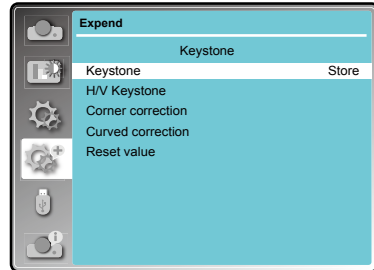 Expend
Keystone
Keystone Store
H/V Keystone
Corner correction
Curved correction
Reset value